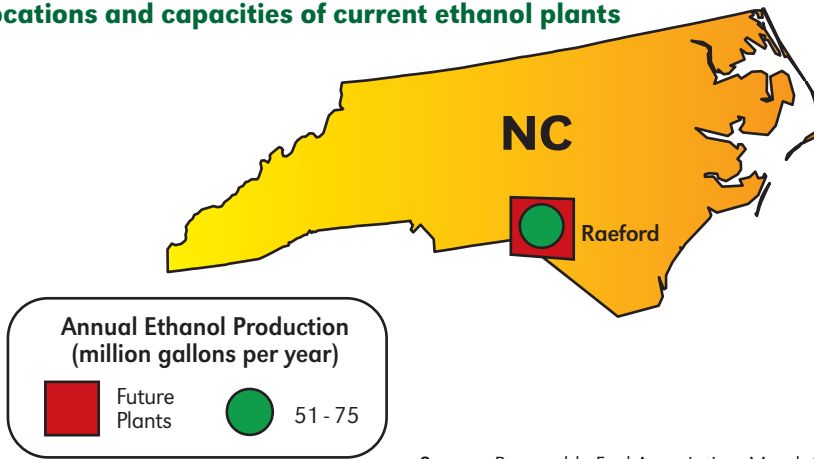 ocations and capacities of current ethanol plants
NC
Raeford
Annual Ethanol Production
(million gallons per year)
Future
Plants
51 - 75